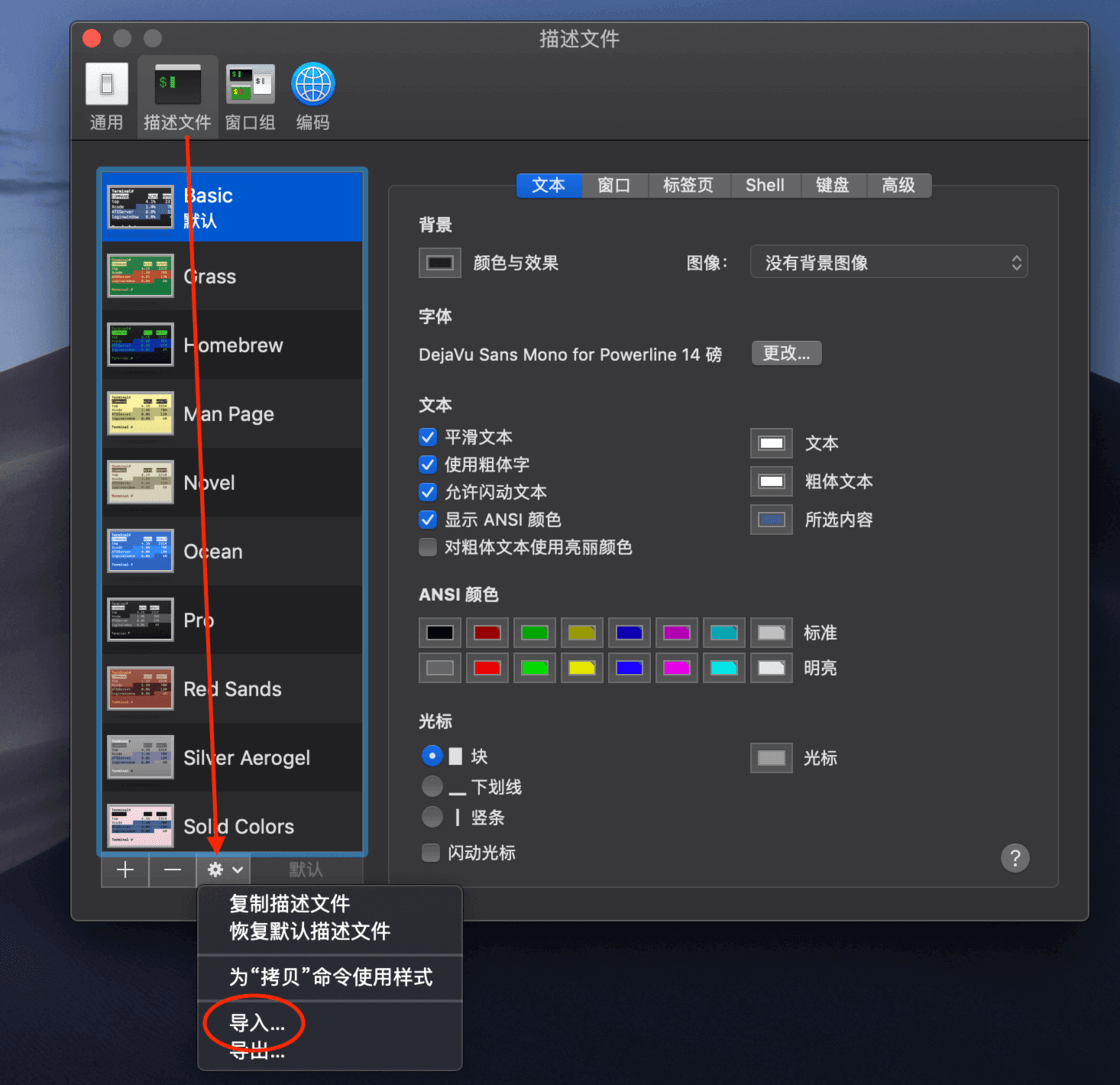 描述文件
通用
描述文件
窗口组
编码
Basic
默认
Grass
Homebrew
Man Page
Novel
Ocean
Pro
Red Sands
Silver Aerogel
Solid Colors
默认
文本
窗口
标签页
Shell
键盘
高级
背景
颜色与效果
图像：
没有背景图像
字体
DejaVu Sans Mono for Powerline 14 磅
更改...
文本
平滑文本
使用粗体字
允许闪动文本
显示 ANSI 颜色
对粗体文本使用亮丽颜色
文本
粗体文本
所选内容
ANSI 颜色
标准
明亮
光标
块
下划线
竖条
闪动光标
光标
?
复制描述文件
恢复默认描述文件
为“拷贝”命令使用样式
导入...
导出...